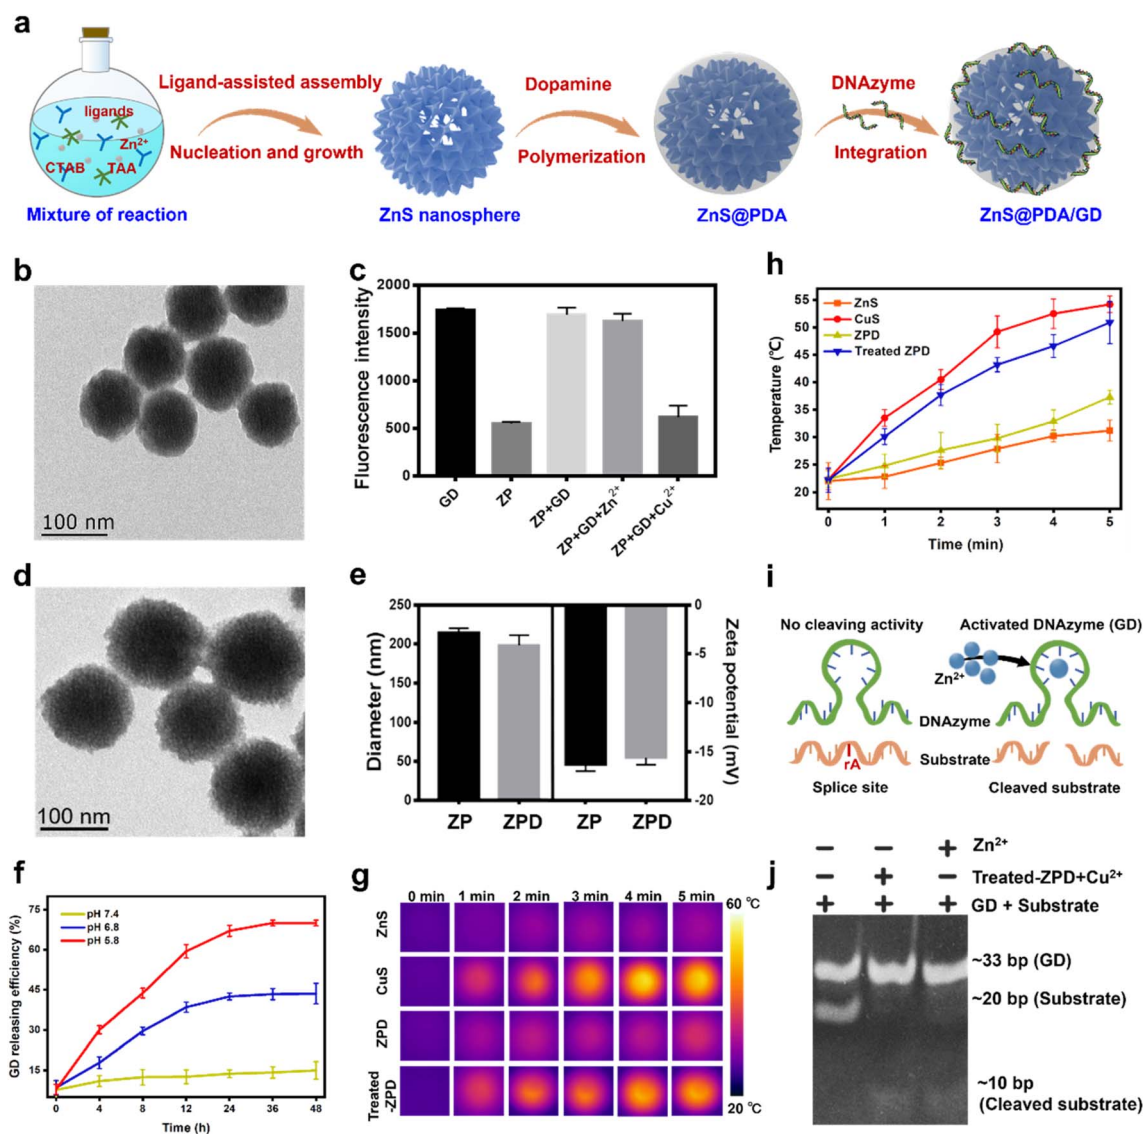 a
ligands
Zn²⁺
CTAB
TAA
Mixture of reaction
Ligand-assisted assembly
Nucleation and growth
ZnS nanosphere
Dopamine
Polymerization
ZnS@PDA
DNAzyme
Integration
ZnS@PDA/GD
b
100 nm
c
Fluorescence intensity
2000
1500
1000
500
0
GD
ZP
ZP+GD
ZP+GD+Zn²⁺
ZP+GD+Cu²⁺
h
Temperature (℃)
55
50
45
40
35
30
25
20
ZnS
CuS
ZPD
Treated ZPD
0 1 2 3 4 5
Time (min)
d
100 nm
e
Diameter (nm)
250
200
150
100
50
0
Zeta potential (mV)
0
-5
-10
-15
-20
ZP ZPD ZP ZPD
i
No cleaving activity
Activated DNAzyme (GD)
Zn²⁺
DNAzyme
Substrate
rA
Splice site
Cleaved substrate
f
GD releasing efficiency (%)
75
60
45
30
15
pH 7.4
pH 6.8
pH 5.8
0 4 8 12 24 36 48
Time (h)
g
0 min 1 min 2 min 3 min 4 min 5 min
ZnS
CuS
ZPD
Treated
-ZPD
60 ℃
20 ℃
j
− − + Zn²⁺
− + − Treated-ZPD+Cu²⁺
+ + + GD + Substrate
~33 bp (GD)
~20 bp (Substrate)
~10 bp
(Cleaved substrate)